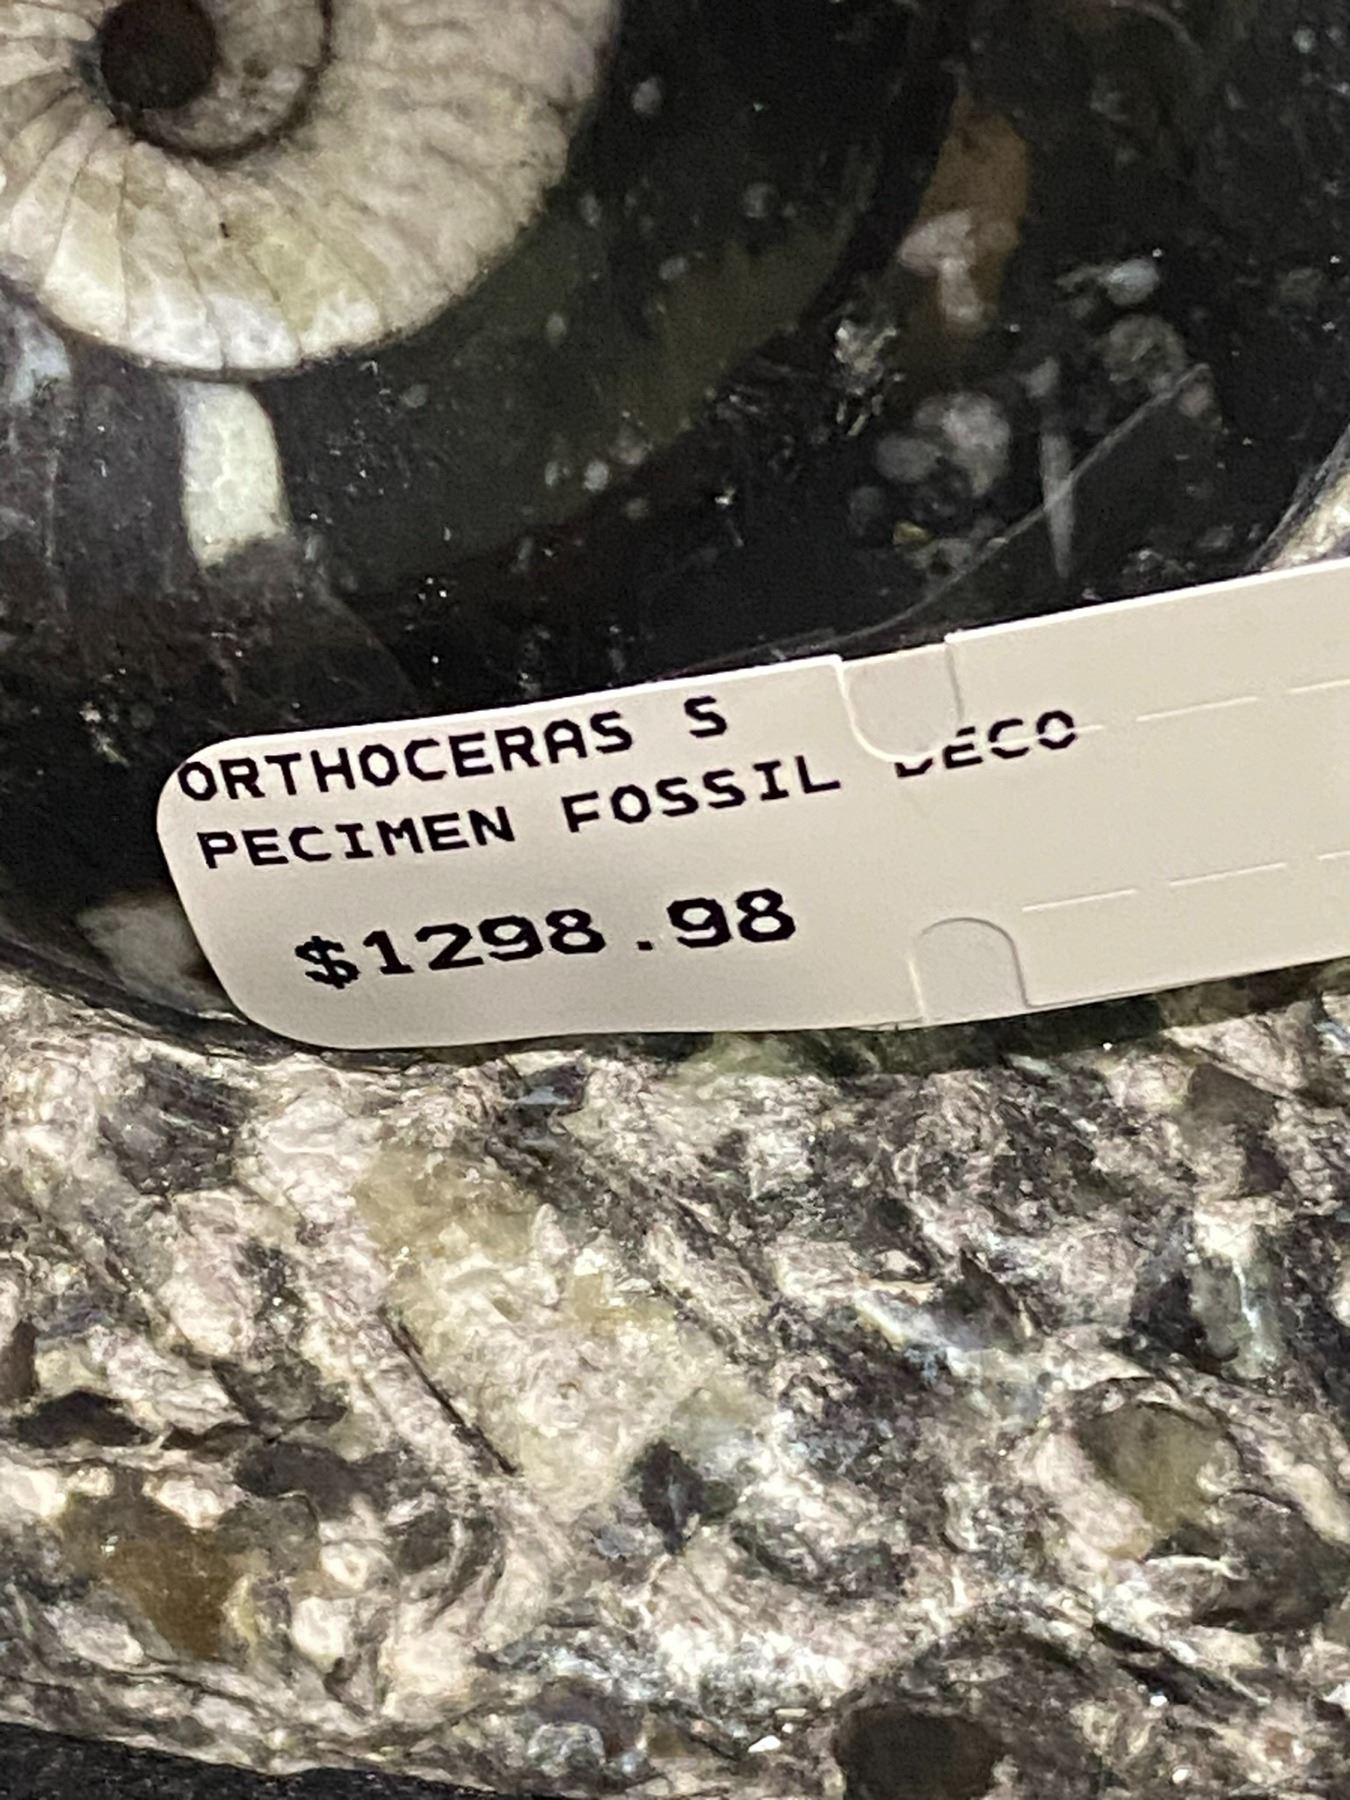 ORTHOCERAS S
PECIMEN FOSSIL DECO
$1298.98